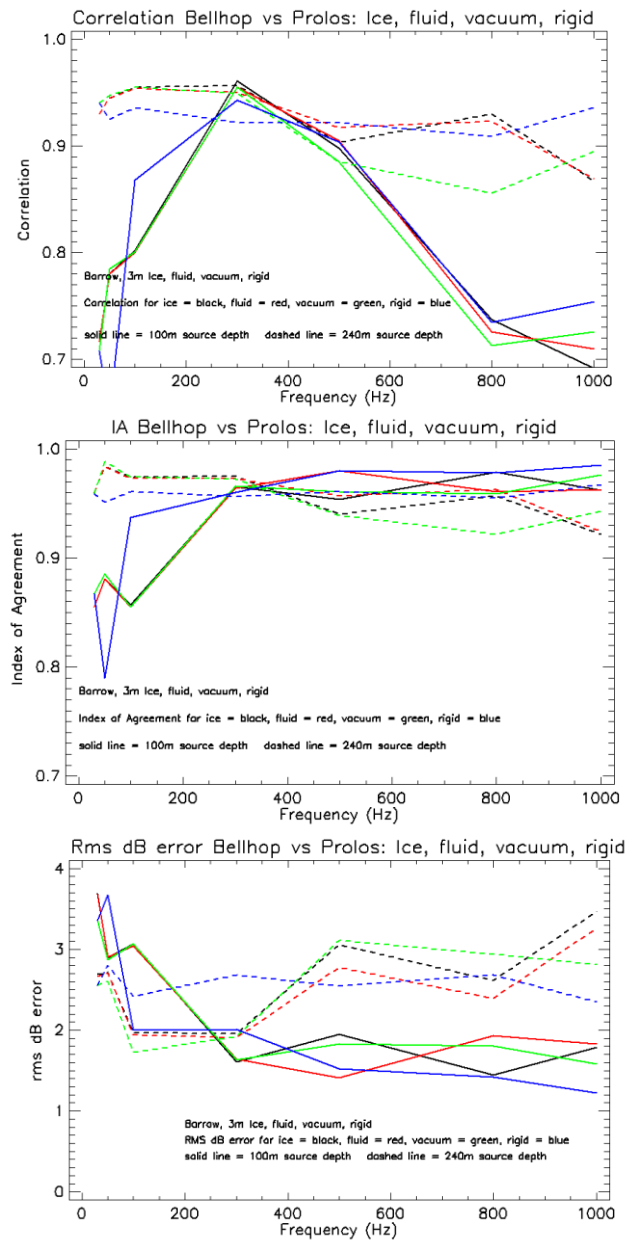 Correlation Bellhop vs Prolos: Ice, fluid, vacuum, rigid
1.0
0.9
0.8
0.7
Correlation
Barrow, 3m Ice, fluid, vacuum, rigid
Correlation for ice = black, fluid = red, vacuum = green, rigid = blue
solid line = 100m source depth dashed line = 240m source depth
0 200 400 600 800 1000
Frequency (Hz)
IA Bellhop vs Prolos: Ice, fluid, vacuum, rigid
1.0
0.9
0.8
0.7
Index of Agreement
Barrow, 3m Ice, fluid, vacuum, rigid
Index of Agreement for ice = black, fluid = red, vacuum = green, rigid = blue
solid line = 100m source depth dashed line = 240m source depth
0 200 400 600 800 1000
Frequency (Hz)
Rms dB error Bellhop vs Prolos: Ice, fluid, vacuum, rigid
4
3
2
1
0
rms dB error
Barrow, 3m Ice, fluid, vacuum, rigid
RMS dB error for ice = black, fluid = red, vacuum = green, rigid = blue
solid line = 100m source depth dashed line = 240m source depth
0 200 400 600 800 1000
Frequency (Hz)